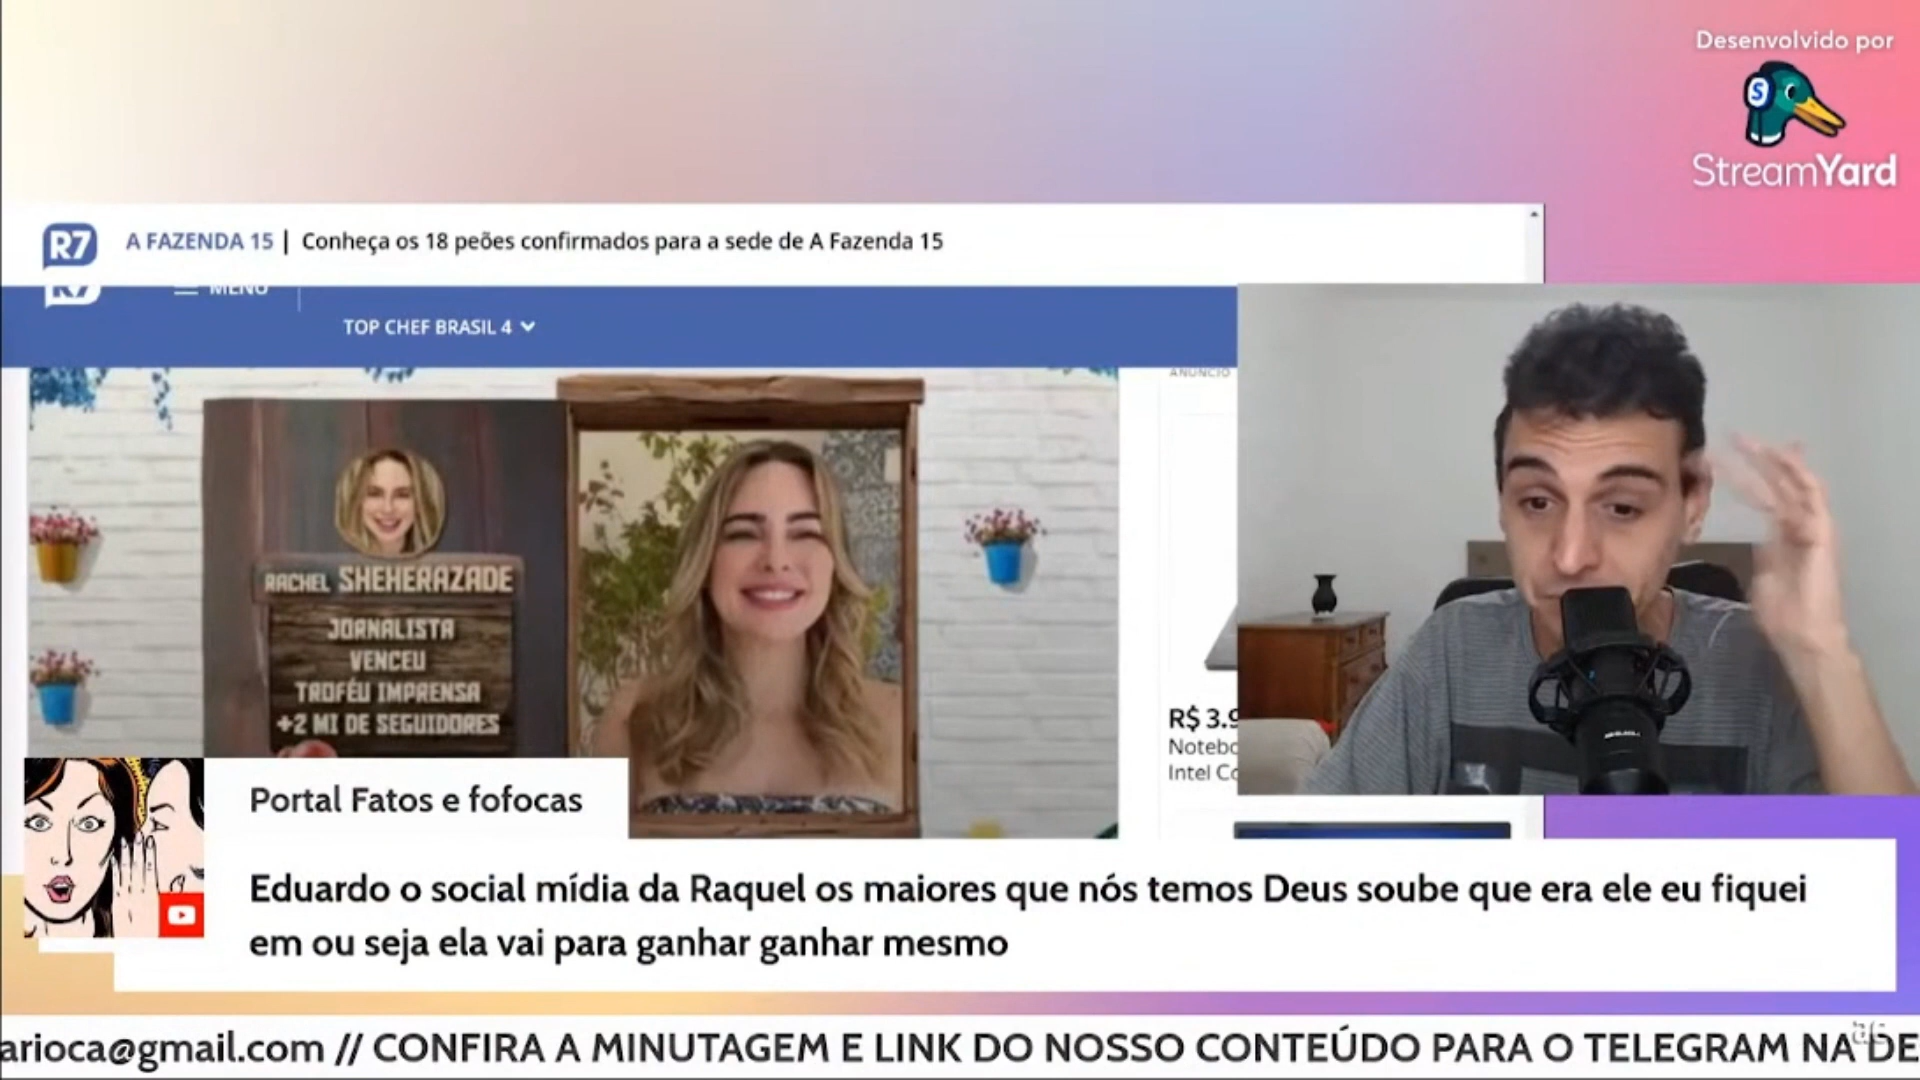 Desenvolvido por
StreamYard
R7
A FAZENDA 15 | Conheça os 18 peões confirmados para a sede de A Fazenda 15
R7
MENU
TOP CHEF BRASIL 4
ANÚNCIO
RACHEL SHEHERAZADE
JORNALISTA
VENCEU
TROFÉU IMPRENSA
+2 MI DE SEGUIDORES
R$ 3.9
Notebo
Intel Co
Portal Fatos e fofocas
Eduardo o social mídia da Raquel os maiores que nós temos Deus soube que era ele eu fiquei
em ou seja ela vai para ganhar ganhar mesmo
arioca@gmail.com // CONFIRA A MINUTAGEM E LINK DO NOSSO CONTEÚDO PARA O TELEGRAM NA DE